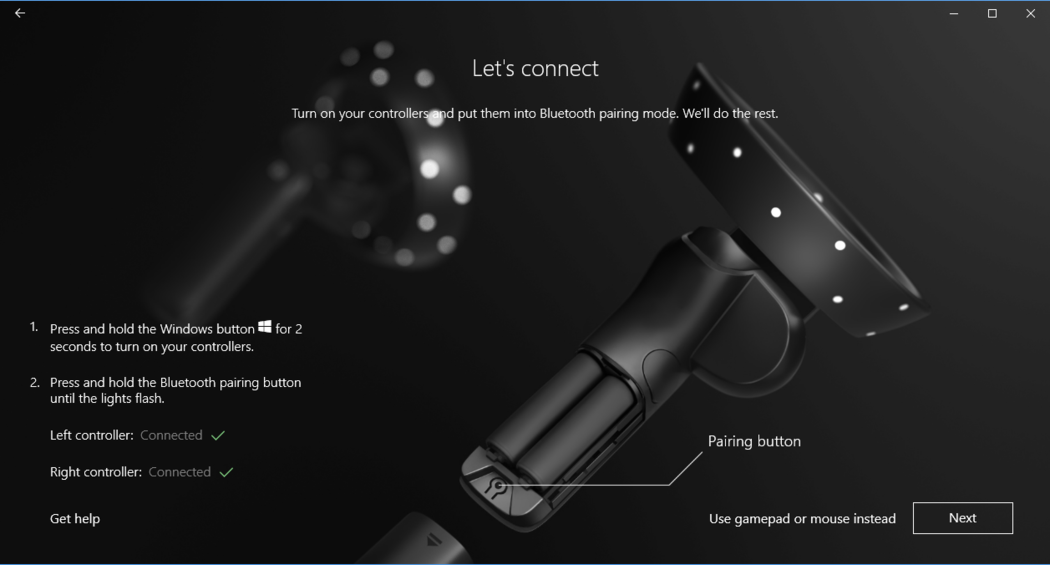 Let's connect
Turn on your controllers and put them into Bluetooth pairing mode. We'll do the rest.
1. Press and hold the Windows button for 2
seconds to turn on your controllers.
2. Press and hold the Bluetooth pairing button
until the lights flash.
Left controller: Connected
Right controller: Connected
Pairing button
Get help
Use gamepad or mouse instead
Next